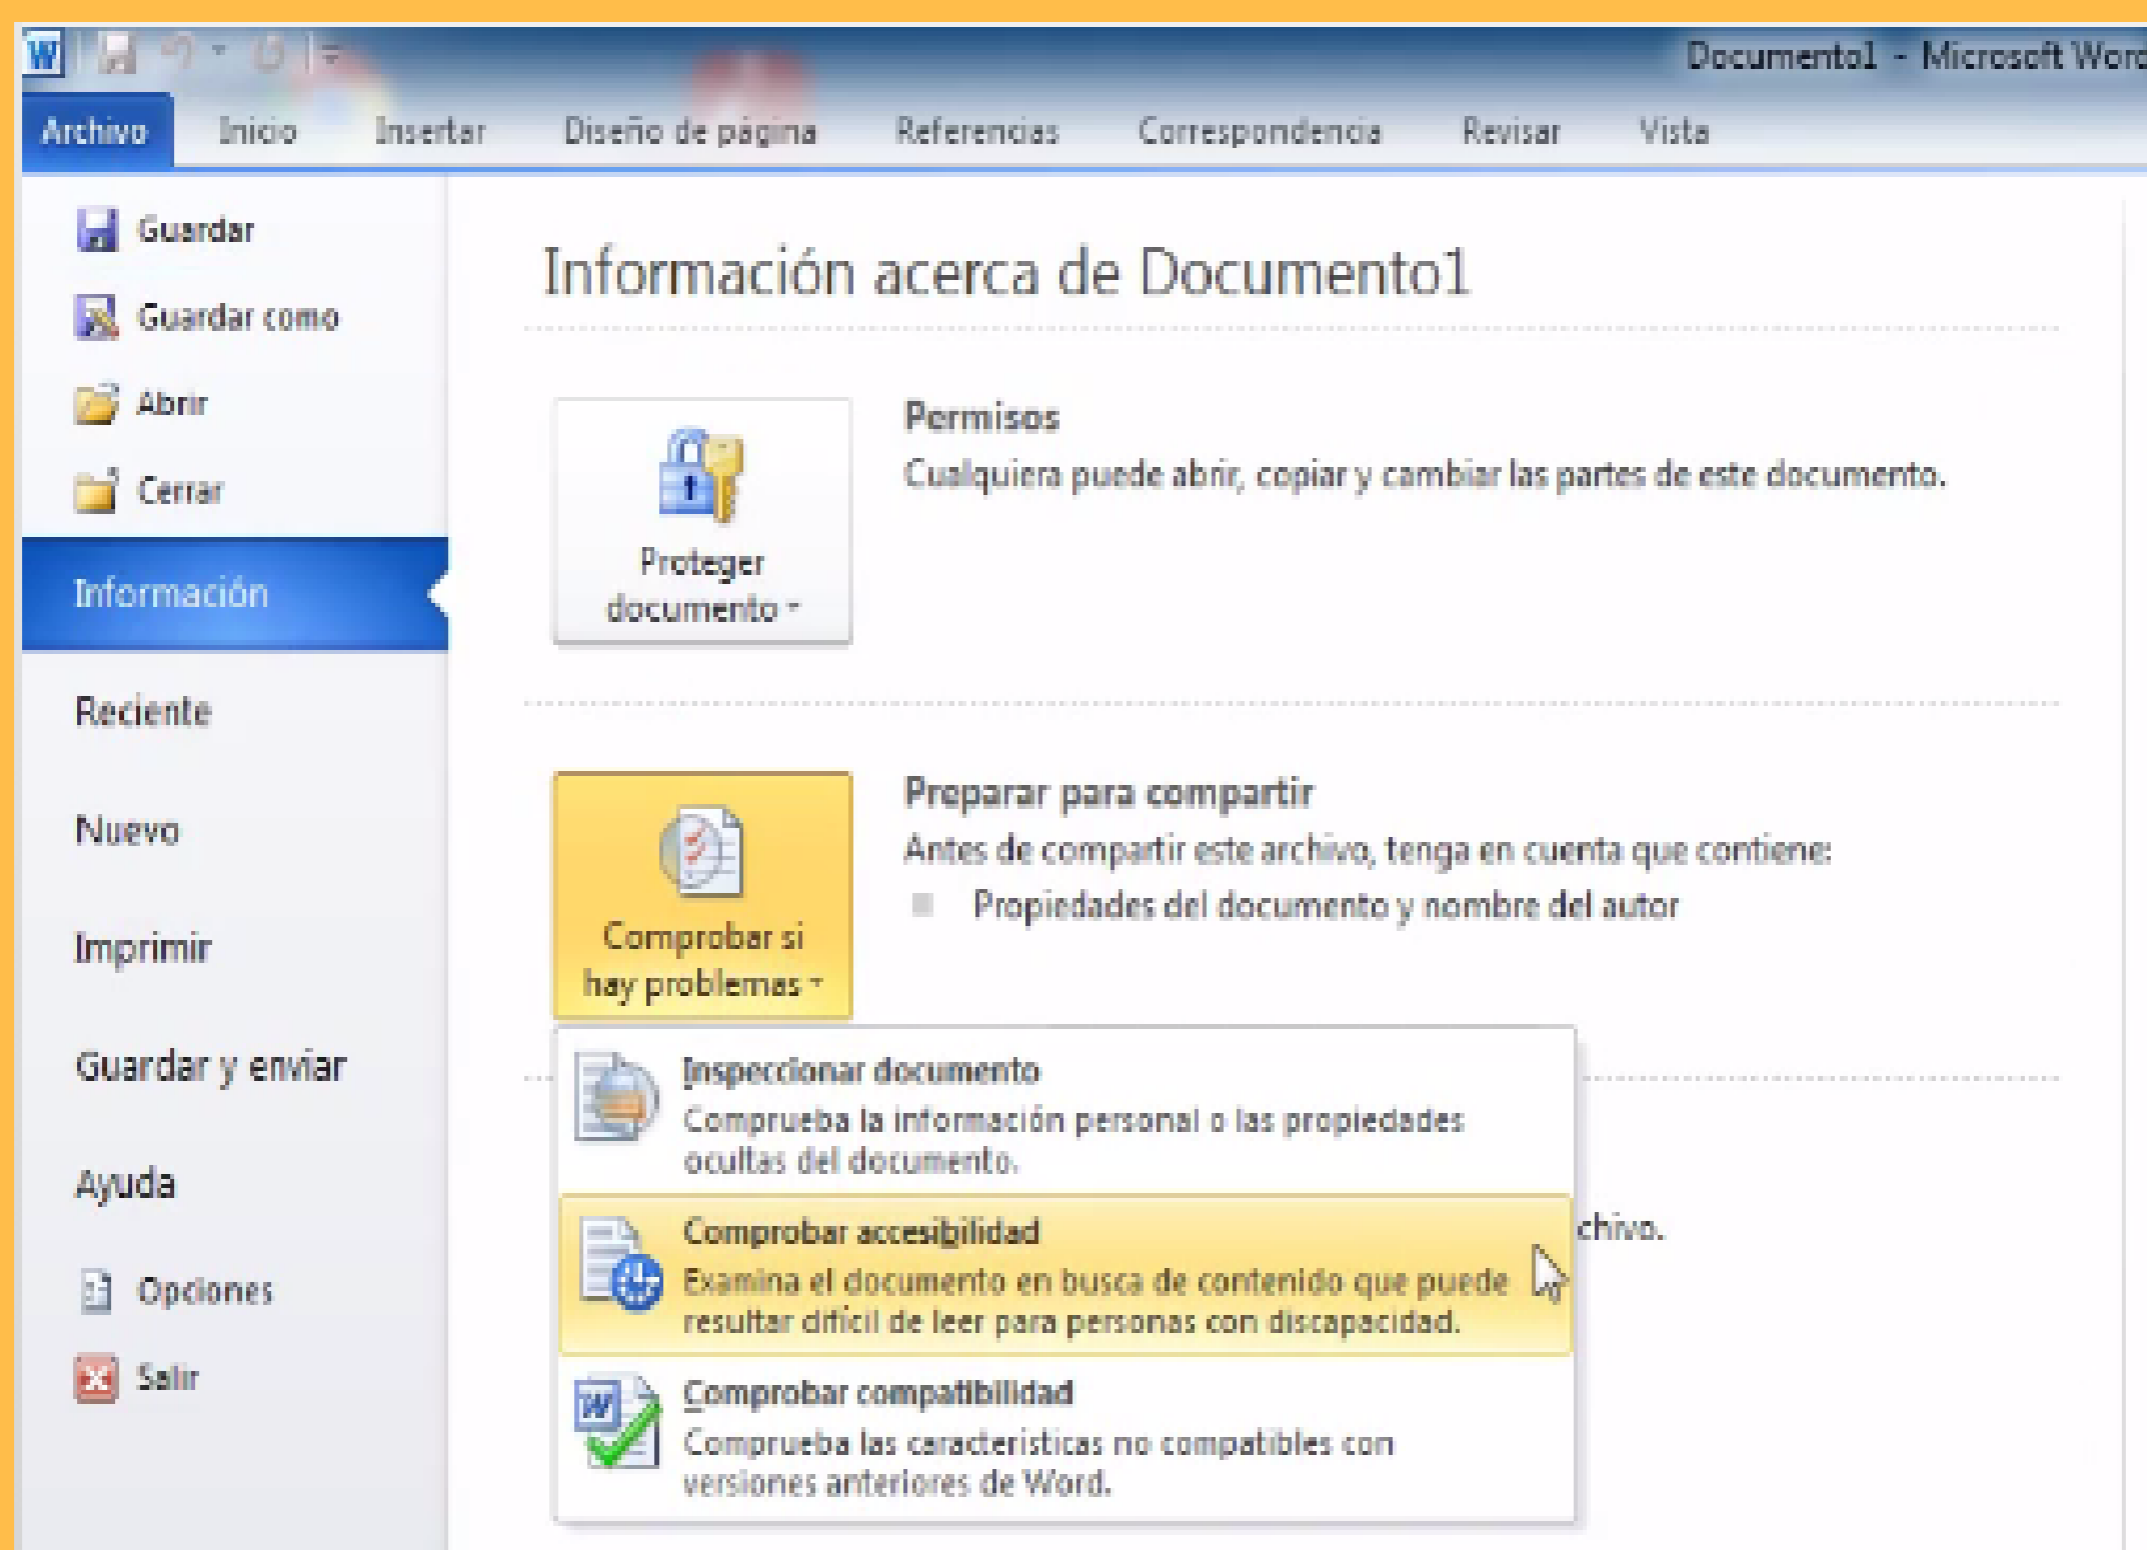 Documento1 - Microsoft Word
Archivo Inicio Insertar Diseño de página Referencias Correspondencia Revisar Vista
Guardar
Guardar como
Abrir
Cerrar
Información
Reciente
Nuevo
Imprimir
Guardar y enviar
Ayuda
Opciones
Salir
Información acerca de Documento1
Proteger
documento
Permisos
Cualquiera puede abrir, copiar y cambiar las partes de este documento.
Comprobar si
hay problemas
Preparar para compartir
Antes de compartir este archivo, tenga en cuenta que contiene:
Propiedades del documento y nombre del autor
Inspeccionar documento
Comprueba la información personal o las propiedades
ocultas del documento.
Comprobar accesibilidad
Examina el documento en busca de contenido que puede
resultar difícil de leer para personas con discapacidad.
chivo.
Comprobar compatibilidad
Comprueba las características no compatibles con
versiones anteriores de Word.